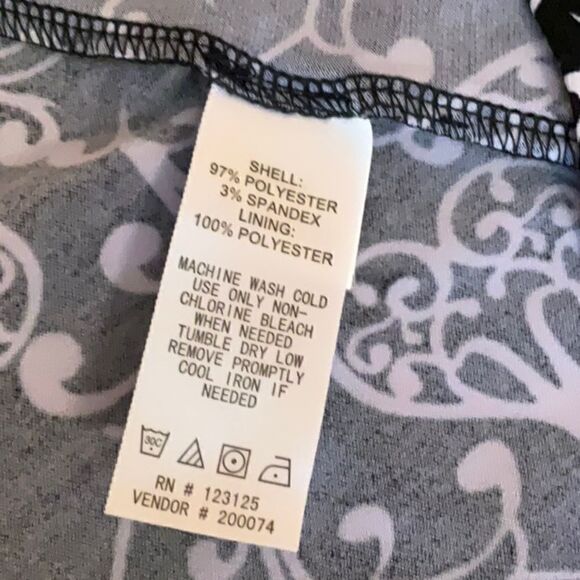 SHELL:
97% POLYESTER
3% SPANDEX
LINING:
100% POLYESTER
MACHINE WASH COLD
USE ONLY NON-
CHLORINE BLEACH
WHEN NEEDED
TUMBLE DRY LOW
REMOVE PROMPTLY
COOL IRON IF
NEEDED
30C
RN # 123125
VENDOR # 200074